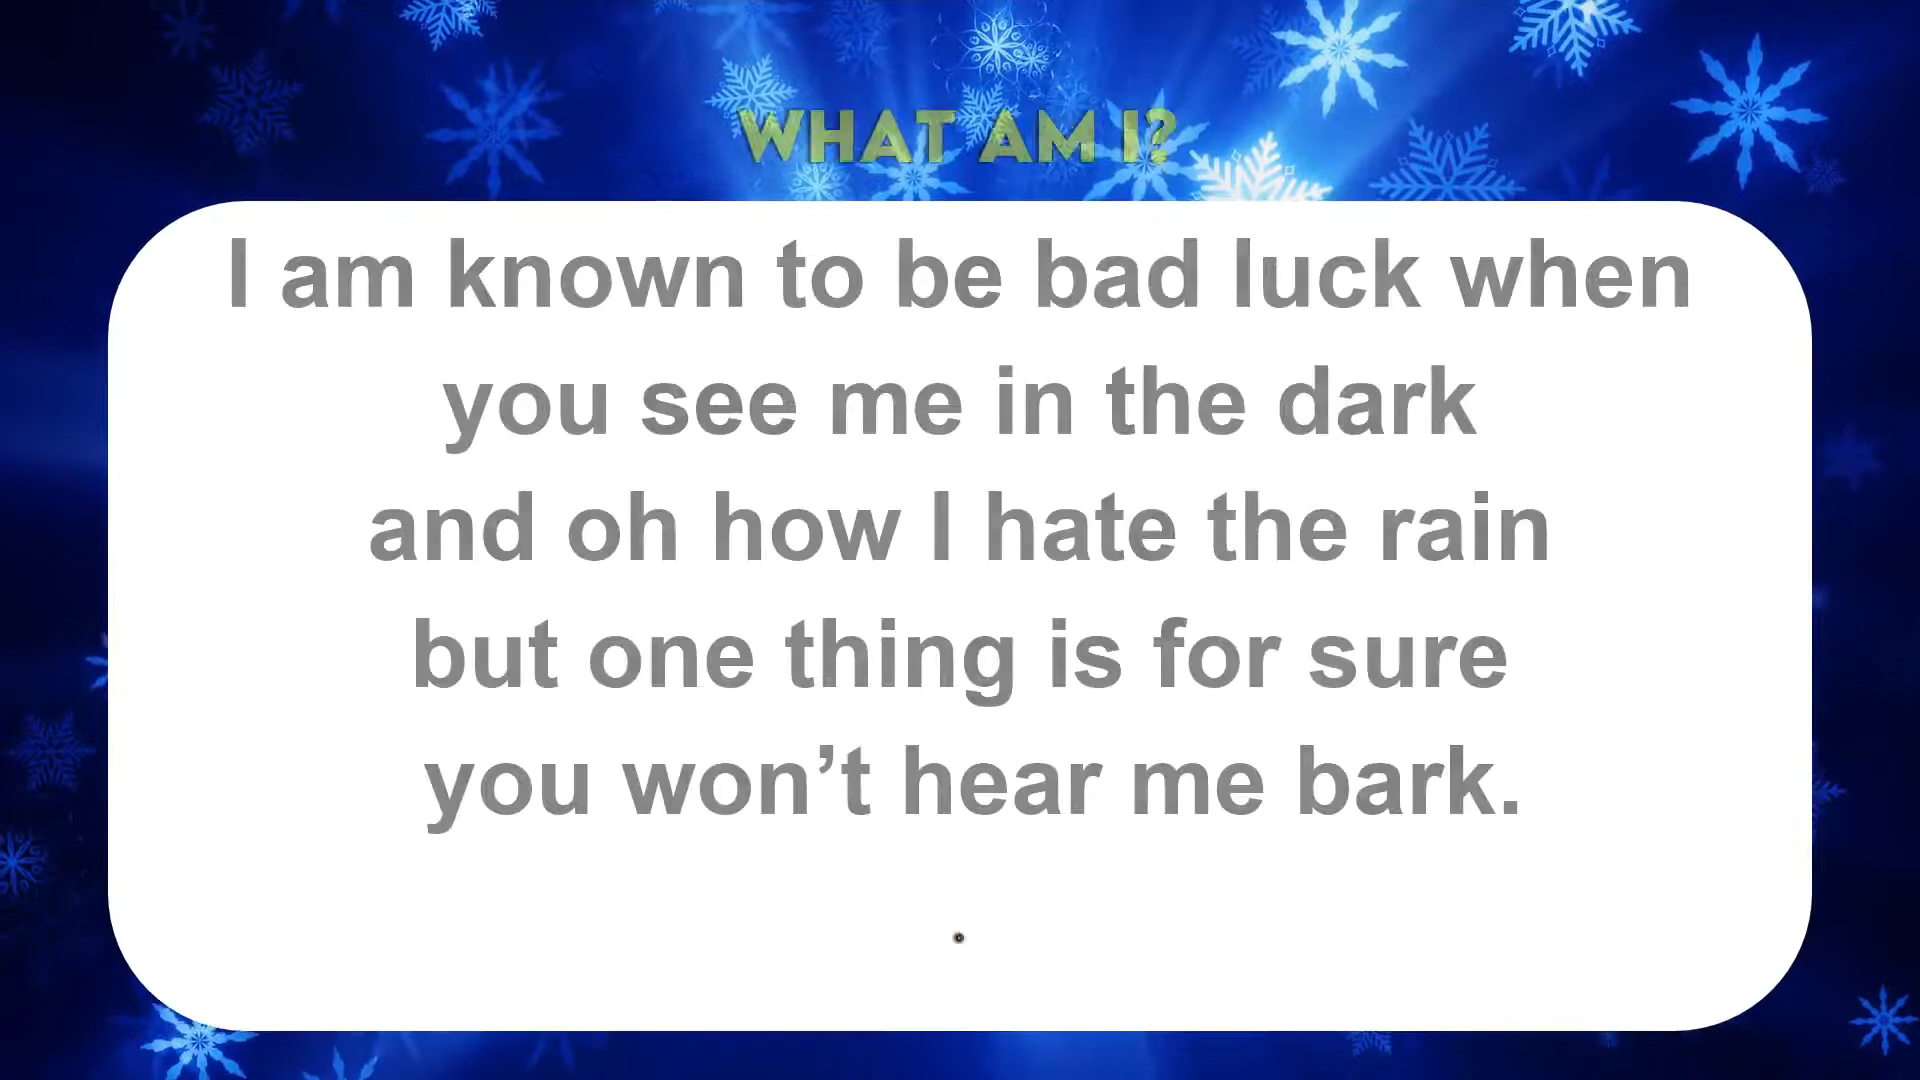 WHAT AM I?
I am known to be bad luck when
you see me in the dark
and oh how I hate the rain
but one thing is for sure
you won’t hear me bark.